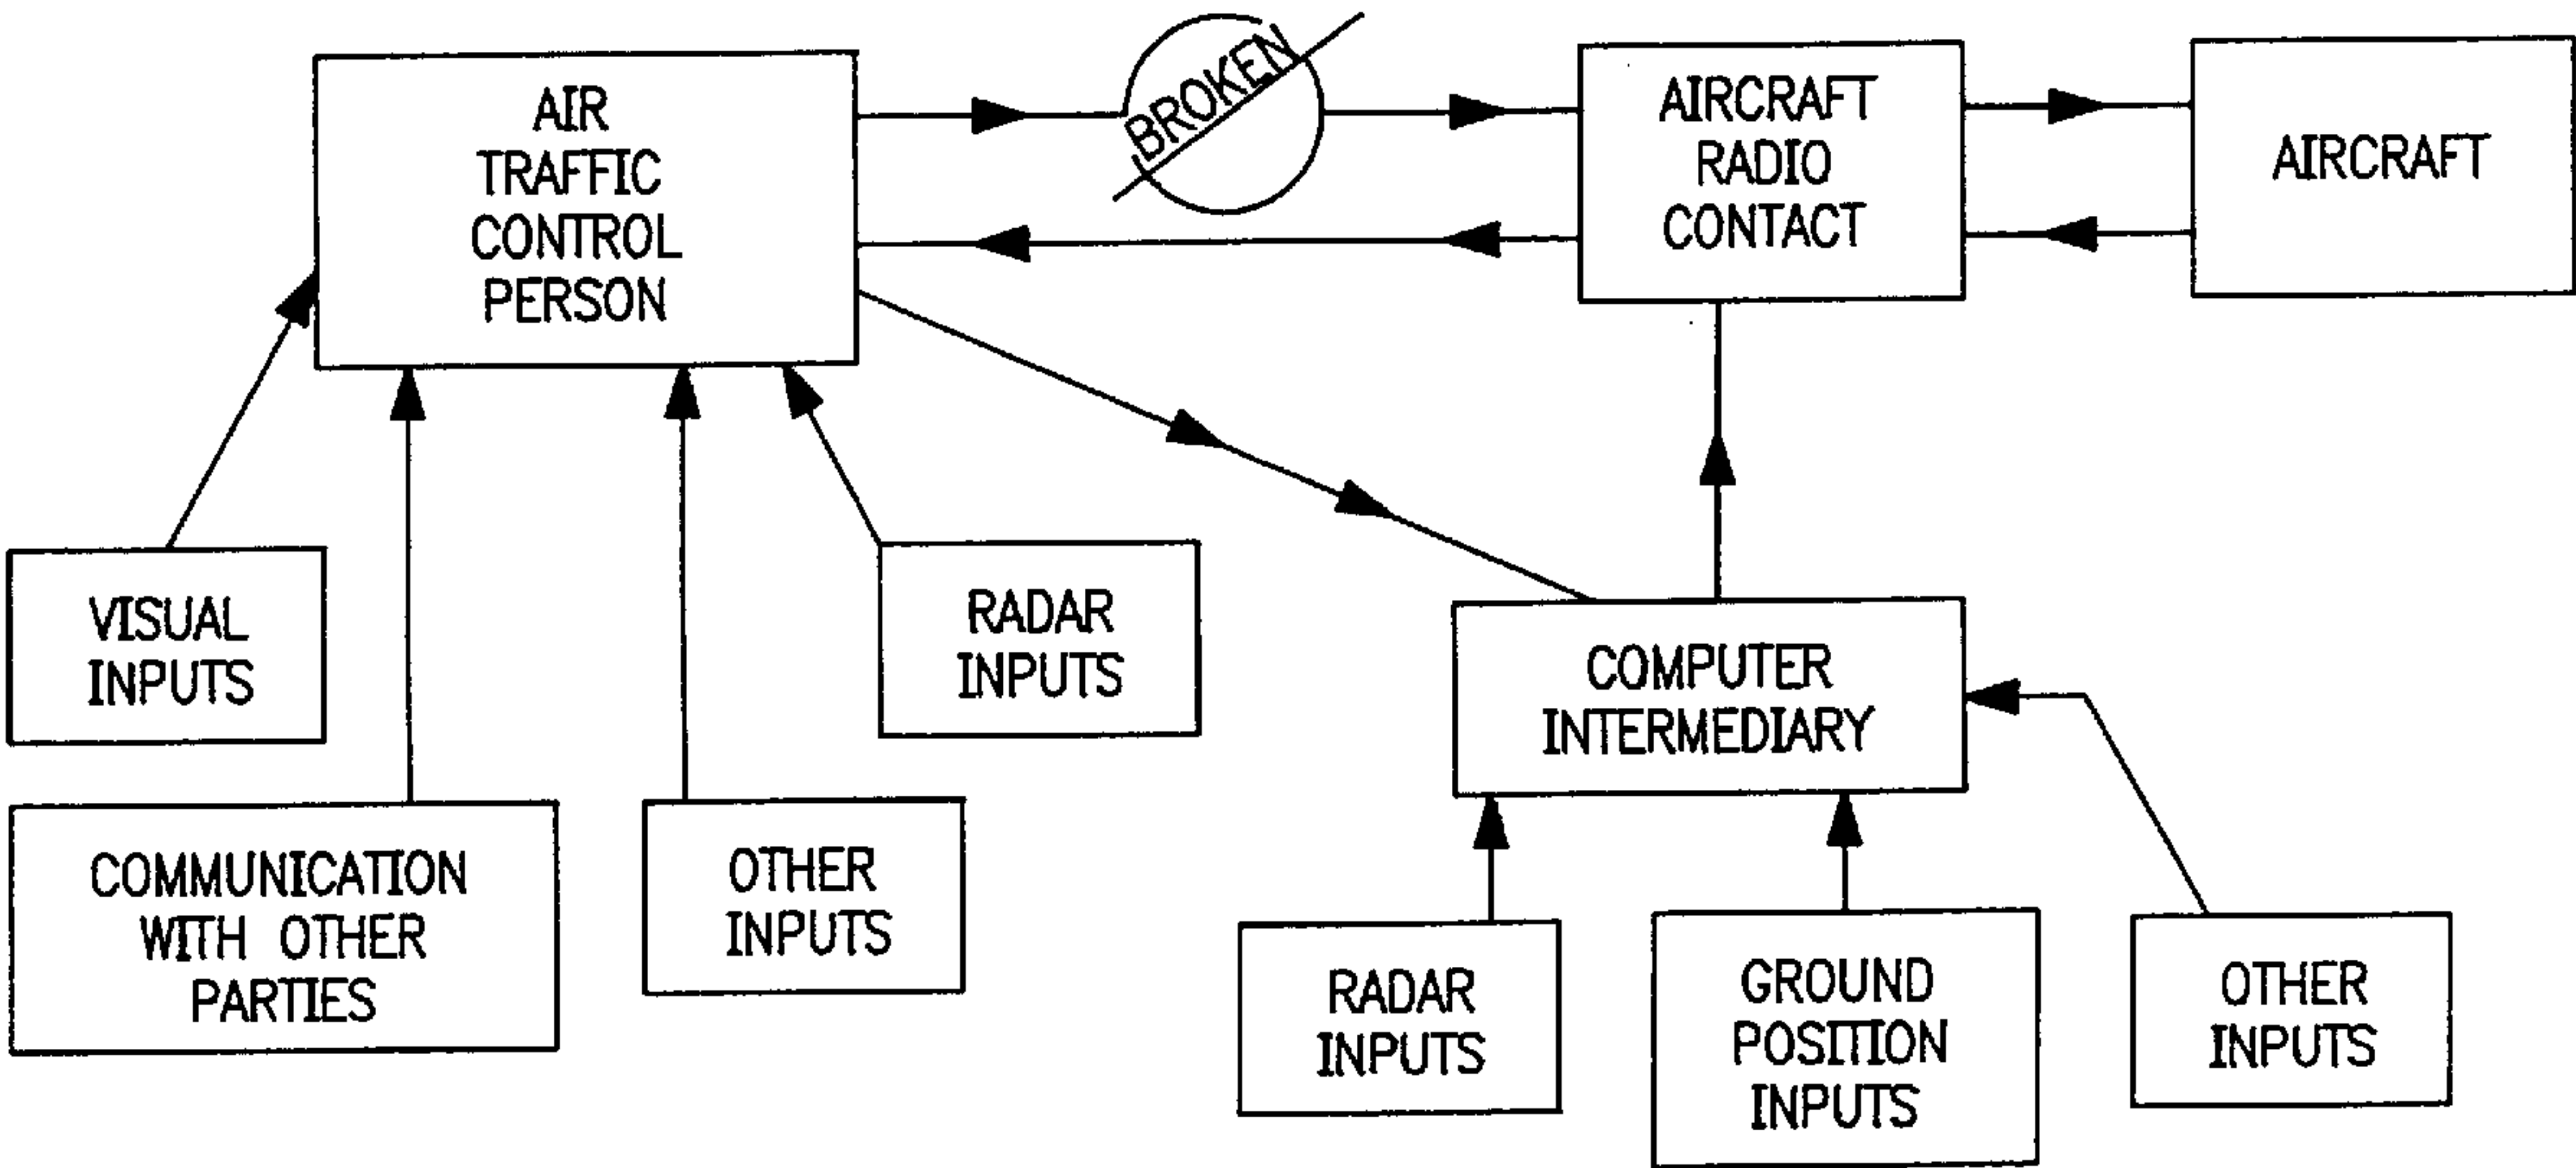 AIR
TRAFFIC
CONTROL
PERSON
BROKEN
AIRCRAFT
RADIO
CONTACT
AIRCRAFT
VISUAL
INPUTS
RADAR
INPUTS
COMMUNICATION
WITH OTHER
PARTIES
OTHER
INPUTS
COMPUTER
INTERMEDIARY
RADAR
INPUTS
GROUND
POSITION
INPUTS
OTHER
INPUTS